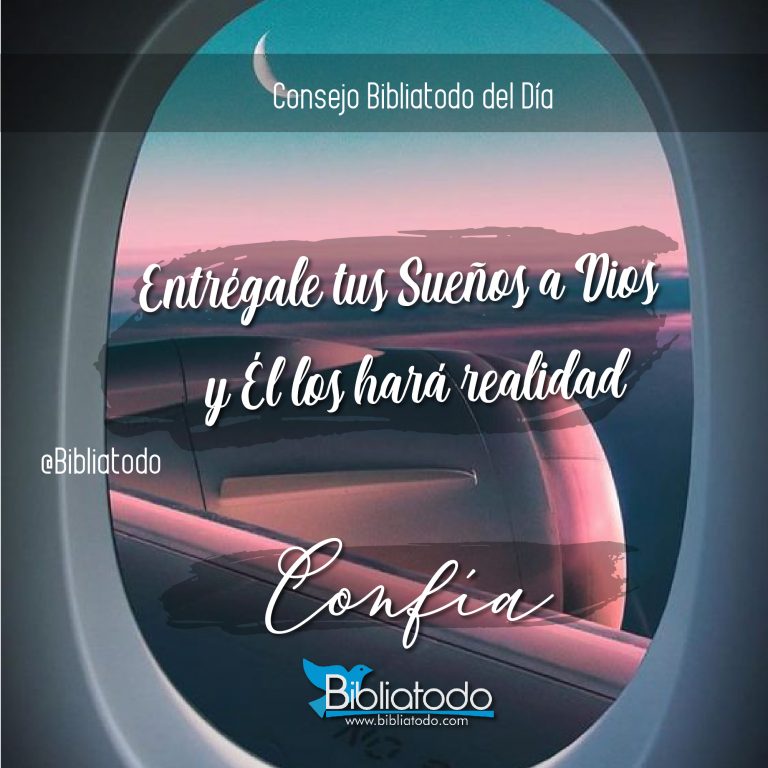 Consejo Bibliatodo del Día
Entrégale tus Sueños a Dios
y Él los hará realidad
@Bibliatodo
Confía
Bibliatodo
www.bibliatodo.com